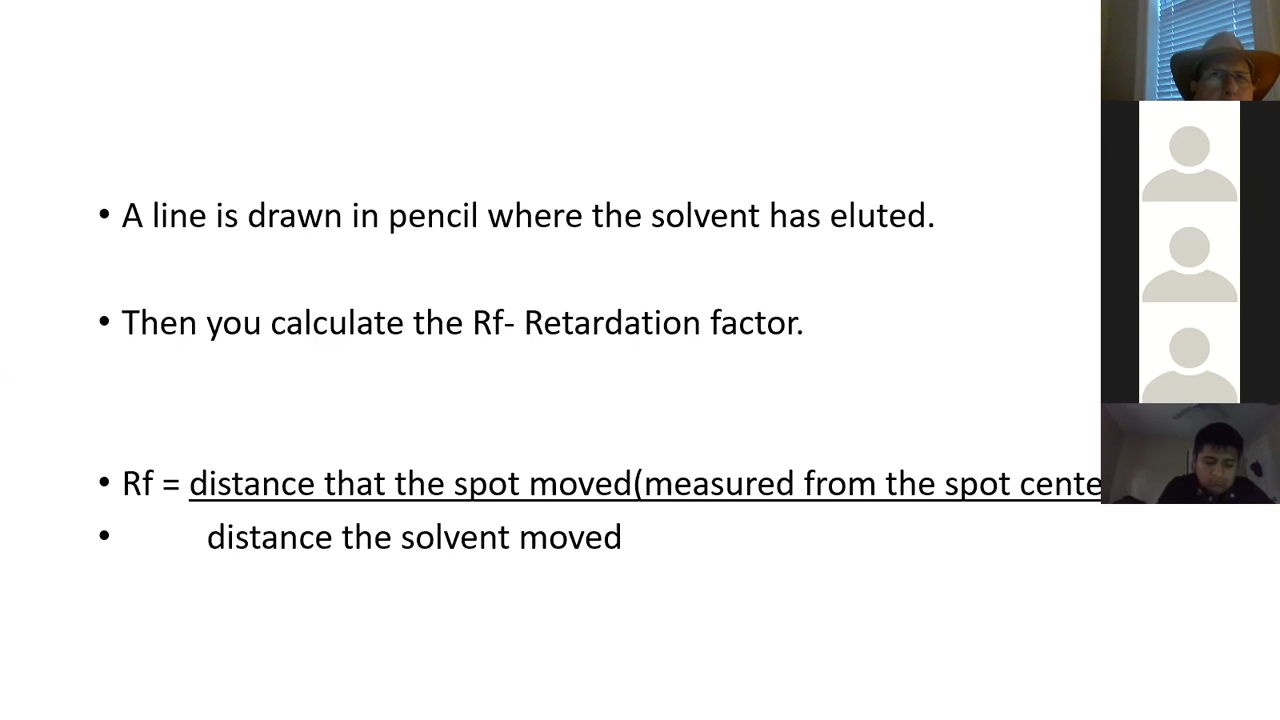 • A line is drawn in pencil where the solvent has eluted.
• Then you calculate the Rf- Retardation factor.
• Rf = distance that the spot moved(measured from the spot cente
• distance the solvent moved